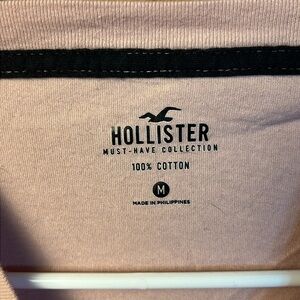 HOLLISTER
MUST-HAVE COLLECTION
100% COTTON
M
MADE IN PHILIPPINES